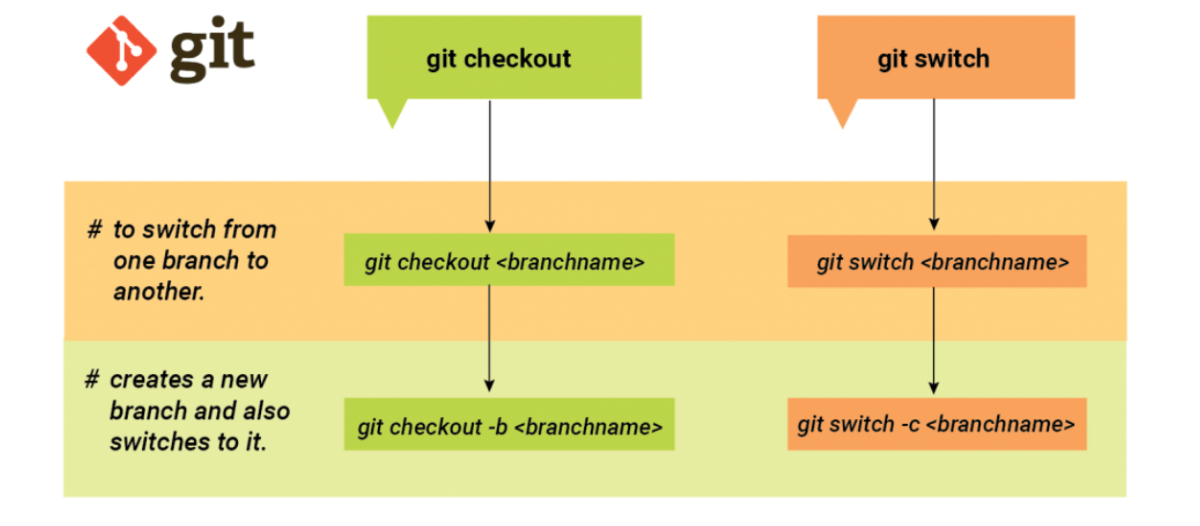 git
git checkout
git switch
# to switch from
one branch to
another.
git checkout <branchname>
git switch <branchname>
# creates a new
branch and also
switches to it.
git checkout -b <branchname>
git switch -c <branchname>